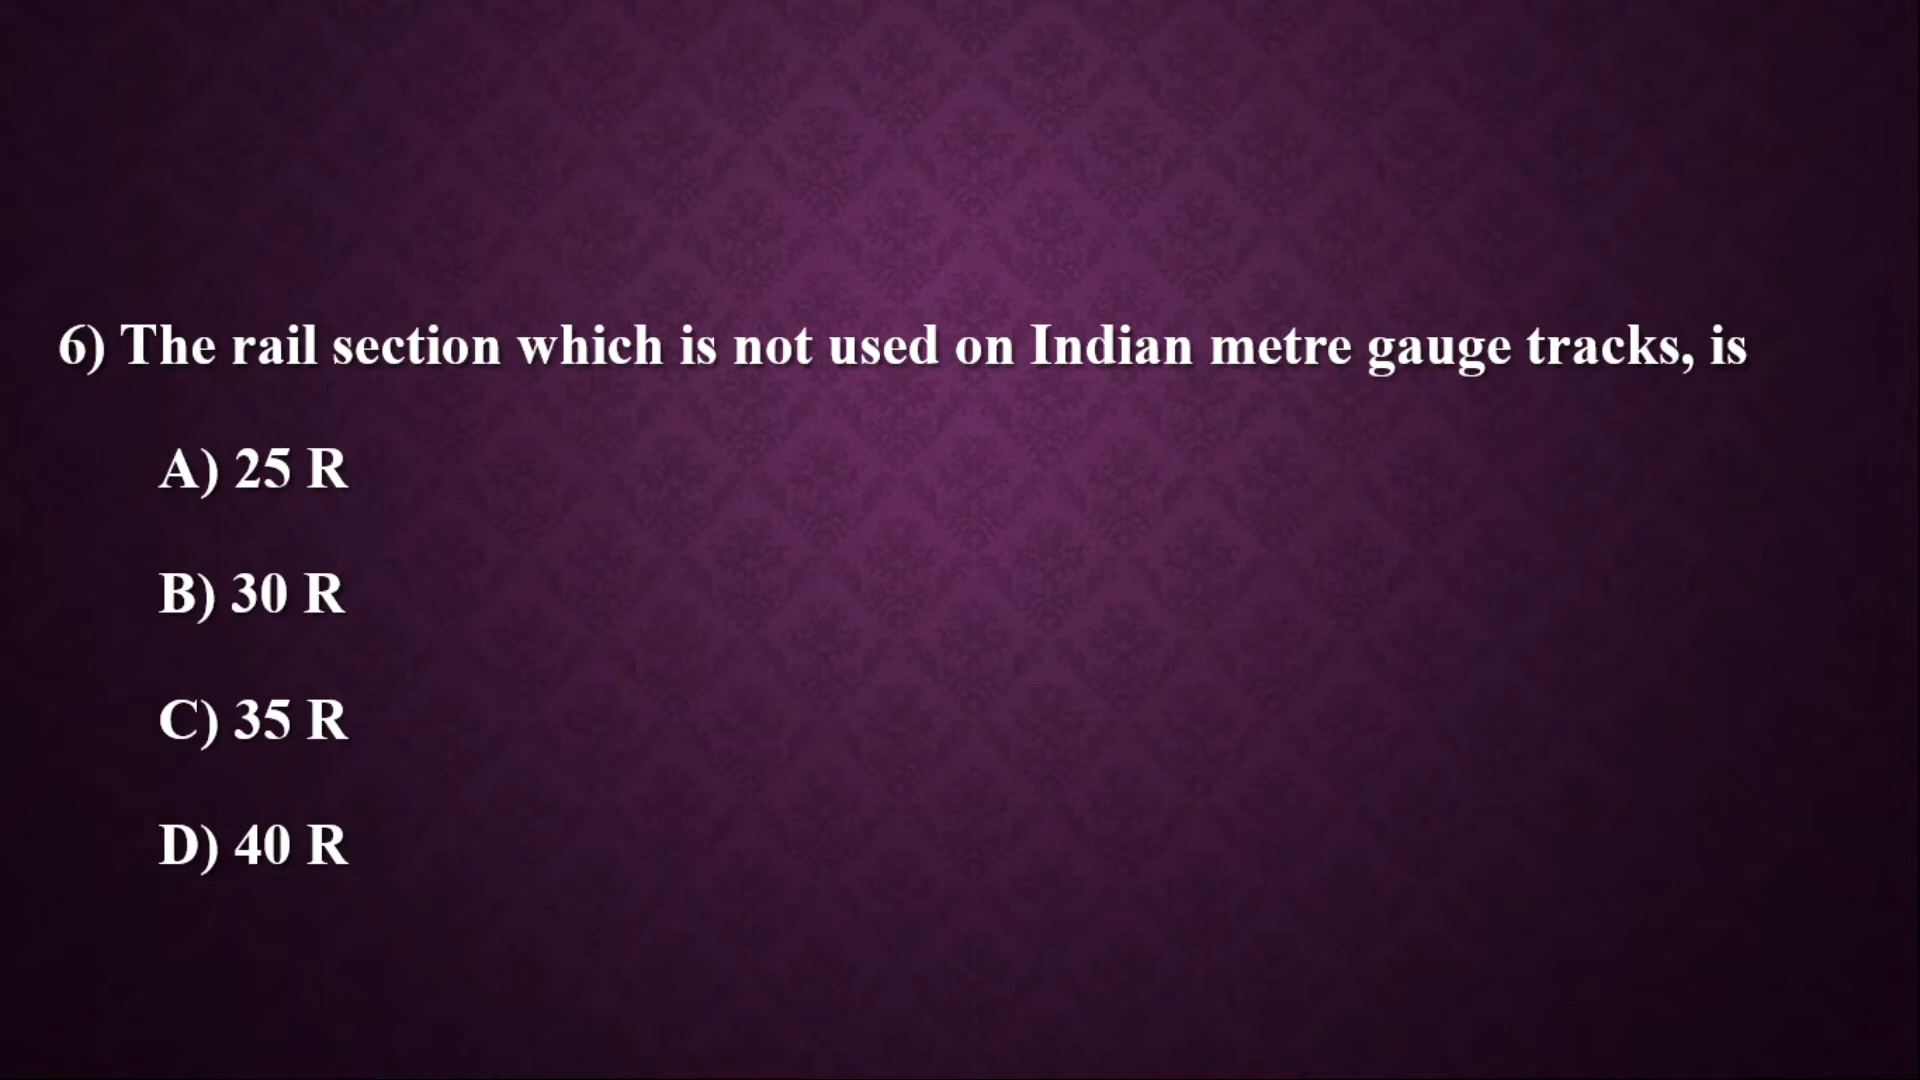 6) The rail section which is not used on Indian metre gauge tracks, is
A) 25 R
B) 30 R
C) 35 R
D) 40 R